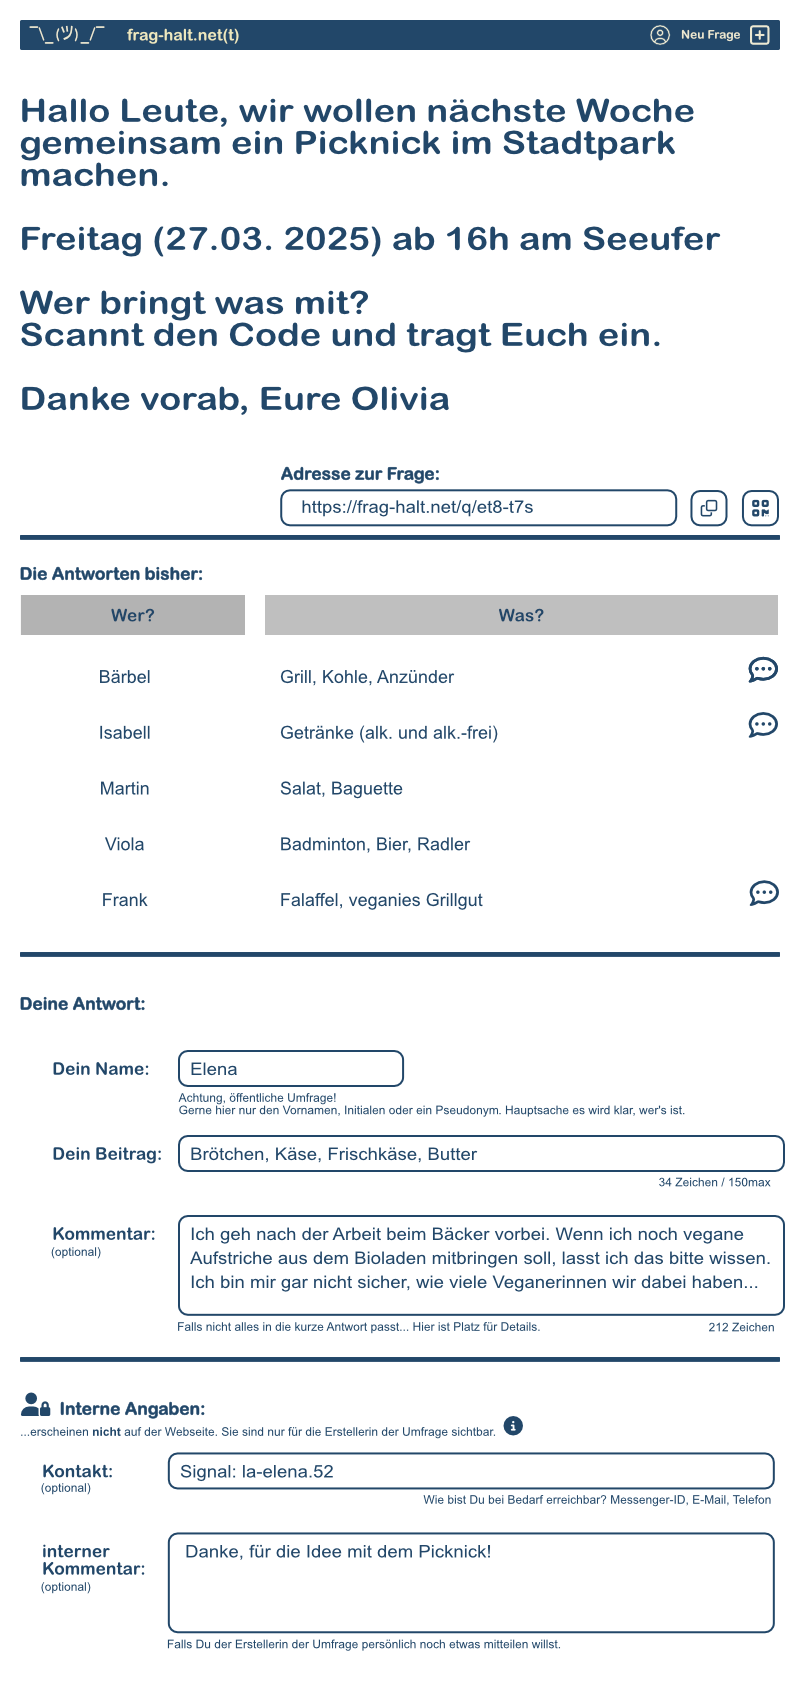 ¯\_(ツ)_/¯ frag-halt.net(t) Neu Frage
Hallo Leute, wir wollen nächste Woche
gemeinsam ein Picknick im Stadtpark
machen.
Freitag (27.03. 2025) ab 16h am Seeufer
Wer bringt was mit?
Scannt den Code und tragt Euch ein.
Danke vorab, Eure Olivia
Adresse zur Frage:
https://frag-halt.net/q/et8-t7s
Die Antworten bisher:
Wer? Was?
Bärbel Grill, Kohle, Anzünder
Isabell Getränke (alk. und alk.-frei)
Martin Salat, Baguette
Viola Badminton, Bier, Radler
Frank Falaffel, veganies Grillgut
Deine Antwort:
Dein Name: Elena
Achtung, öffentliche Umfrage!
Gerne hier nur den Vornamen, Initialen oder ein Pseudonym. Hauptsache es wird klar, wer's ist.
Dein Beitrag: Brötchen, Käse, Frischkäse, Butter
34 Zeichen / 150max
Kommentar: Ich geh nach der Arbeit beim Bäcker vorbei. Wenn ich noch vegane
(optional) Aufstriche aus dem Bioladen mitbringen soll, lasst ich das bitte wissen.
Ich bin mir gar nicht sicher, wie viele Veganerinnen wir dabei haben...
Falls nicht alles in die kurze Antwort passt... Hier ist Platz für Details. 212 Zeichen
Interne Angaben:
...erscheinen nicht auf der Webseite. Sie sind nur für die Erstellerin der Umfrage sichtbar.
Kontakt: Signal: la-elena.52
(optional)
Wie bist Du bei Bedarf erreichbar? Messenger-ID, E-Mail, Telefon
interner Danke, für die Idee mit dem Picknick!
Kommentar:
(optional)
Falls Du der Erstellerin der Umfrage persönlich noch etwas mitteilen willst.